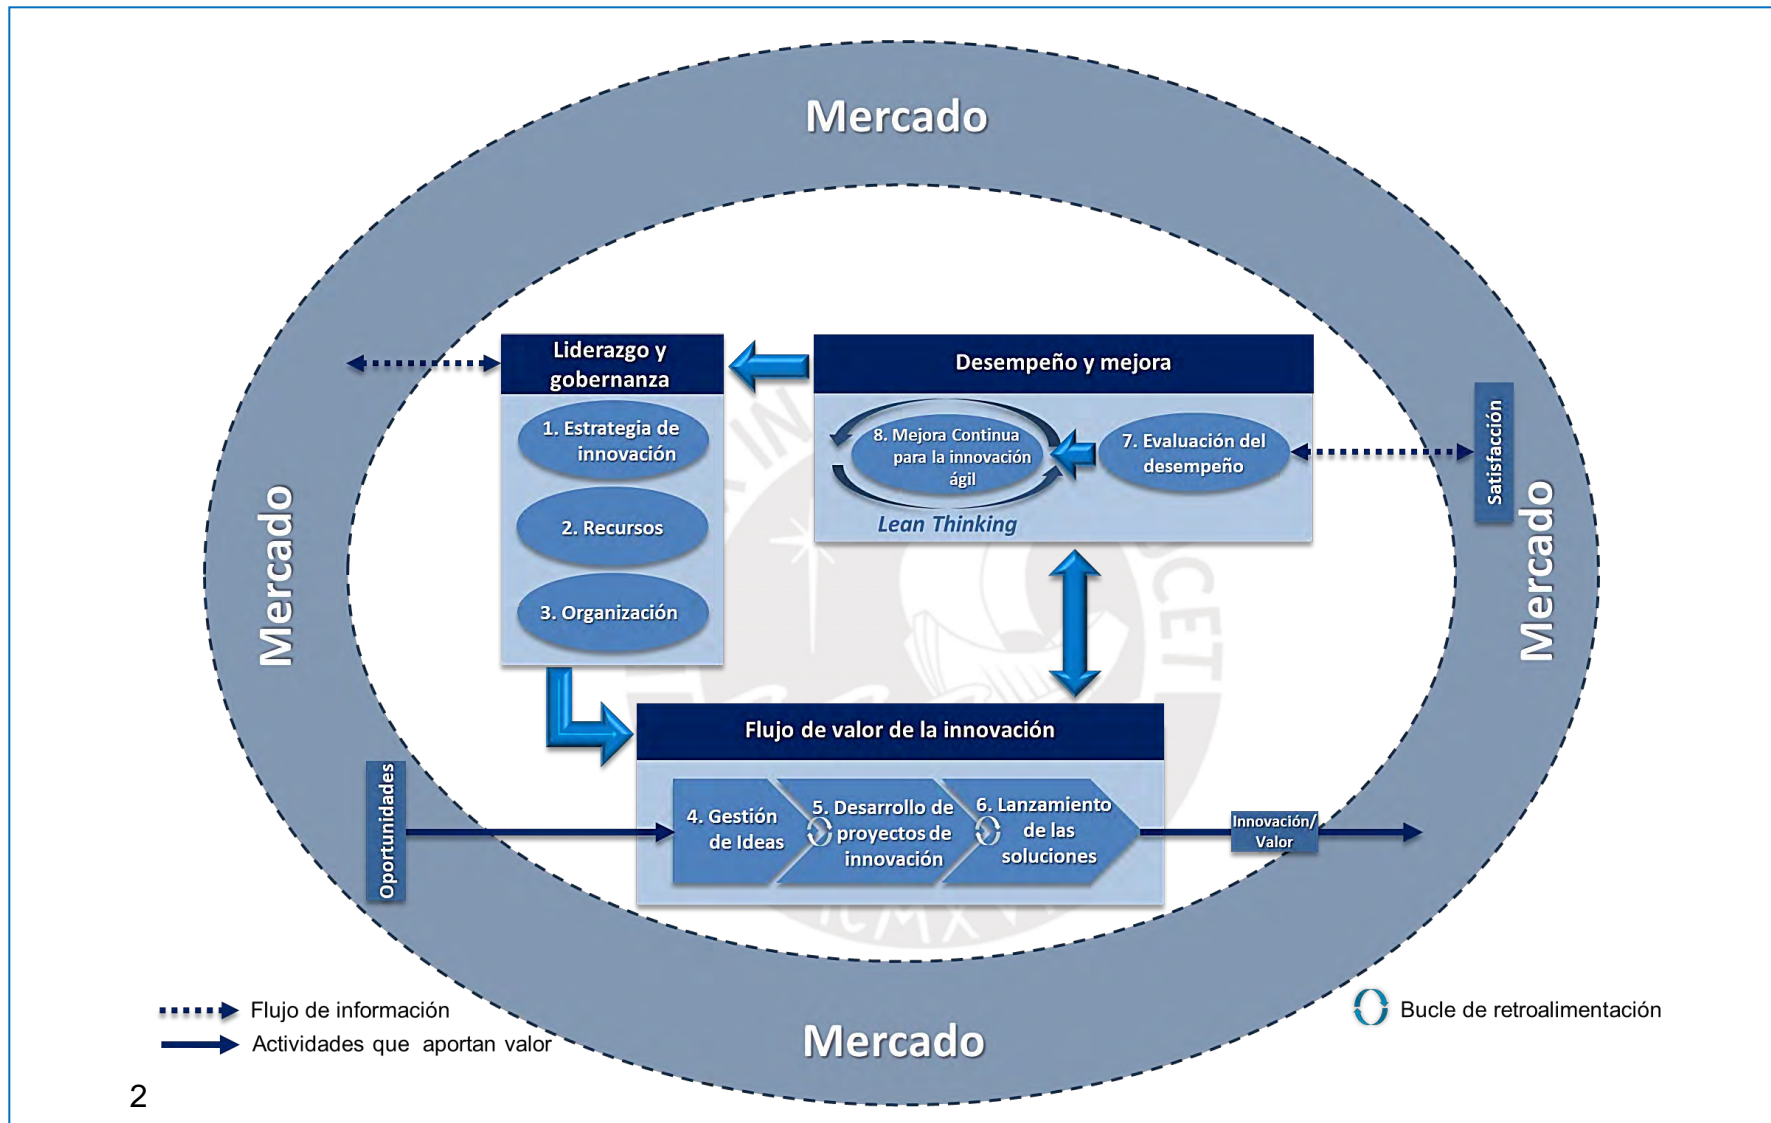 Mercado
Liderazgo y
gobernanza
1. Estrategia de
innovación
2. Recursos
3. Organización
Desempeño y mejora
8. Mejora Continua
para la innovación
ágil
Lean Thinking
7. Evaluación del
desempeño
Satisfacción
Mercado
Mercado
Flujo de valor de la innovación
Oportunidades
4. Gestión
de Ideas
5. Desarrollo de
proyectos de
innovación
6. Lanzamiento
de las
soluciones
Innovación/
Valor
Mercado
Flujo de información
Actividades que aportan valor
Bucle de retroalimentación
2